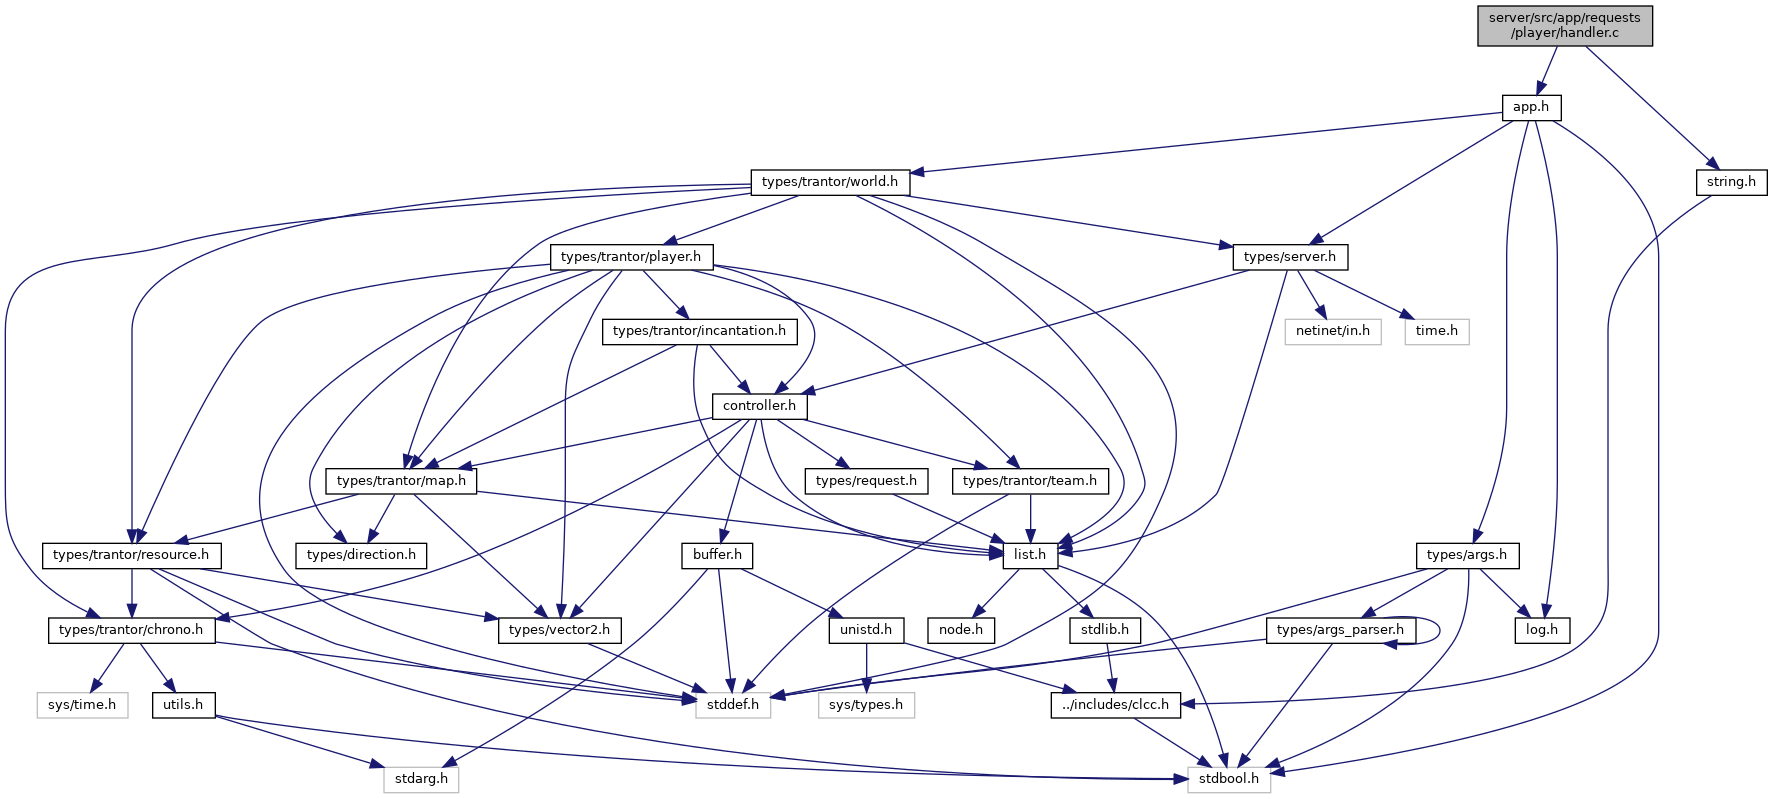 server/src/app/requests
/player/handler.c
app.h
types/trantor/world.h
string.h
types/trantor/player.h
types/server.h
types/trantor/incantation.h
netinet/in.h
time.h
controller.h
types/trantor/map.h
types/request.h
types/trantor/team.h
types/trantor/resource.h
types/direction.h
buffer.h
list.h
types/args.h
types/trantor/chrono.h
types/vector2.h
unistd.h
node.h
stdlib.h
types/args_parser.h
log.h
sys/time.h
utils.h
stddef.h
sys/types.h
../includes/clcc.h
stdarg.h
stdbool.h